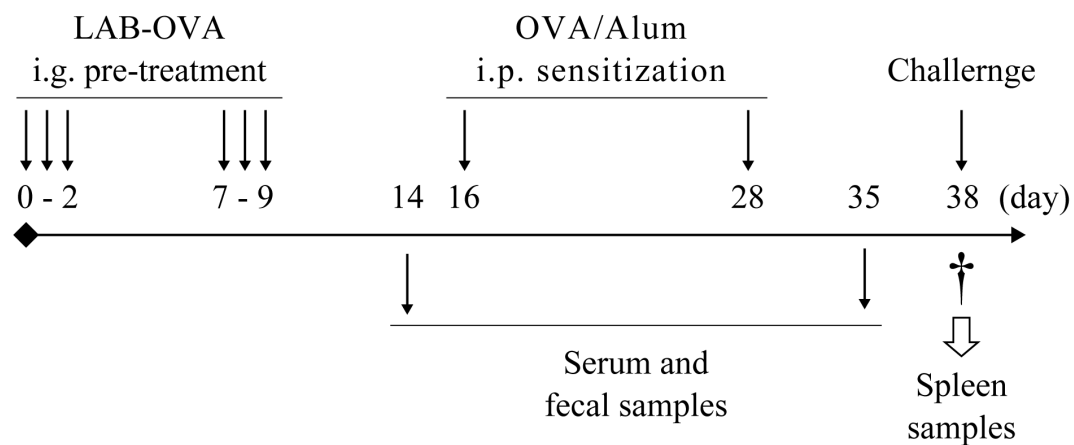 LAB-OVA
i.g. pre-treatment
OVA/Alum
i.p. sensitization
Challernge
0 - 2 7 - 9 14 16 28 35 38 (day)
†
Serum and
fecal samples
Spleen
samples